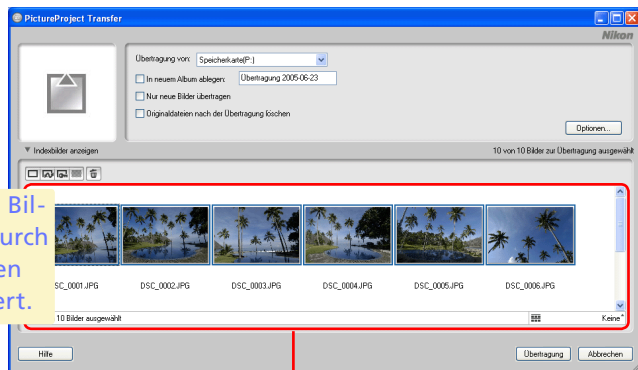 PictureProject Transfer
Nikon
Übertragung von: Speicherkarte(P:)
In neuem Album ablegen: Übertragung 2005-06-23
Nur neue Bilder übertragen
Originaldateien nach der Übertragung löschen
Optionen...
Indexbilder anzeigen
10 von 10 Bilder zur Übertragung ausgewählt
Bil-
urch
en
ert.
SC_0001.JPG DSC_0002.JPG DSC_0003.JPG DSC_0004.JPG DSC_0005.JPG DSC_0006.JPG
10 Bilder ausgewählt
Keine
Hilfe
Übertragung
Abbrechen